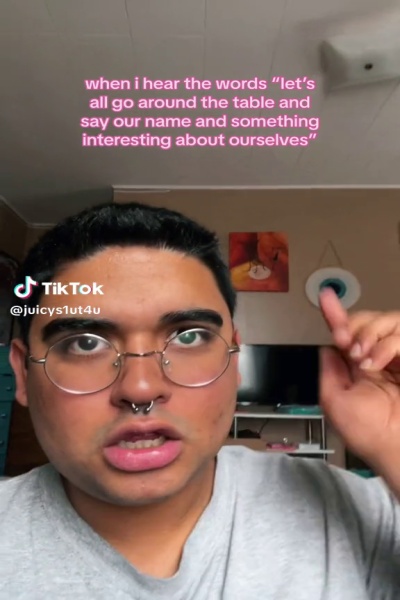 when i hear the words “let’s
all go around the table and
say our name and something
interesting about ourselves”
TikTok
@juicys1ut4u